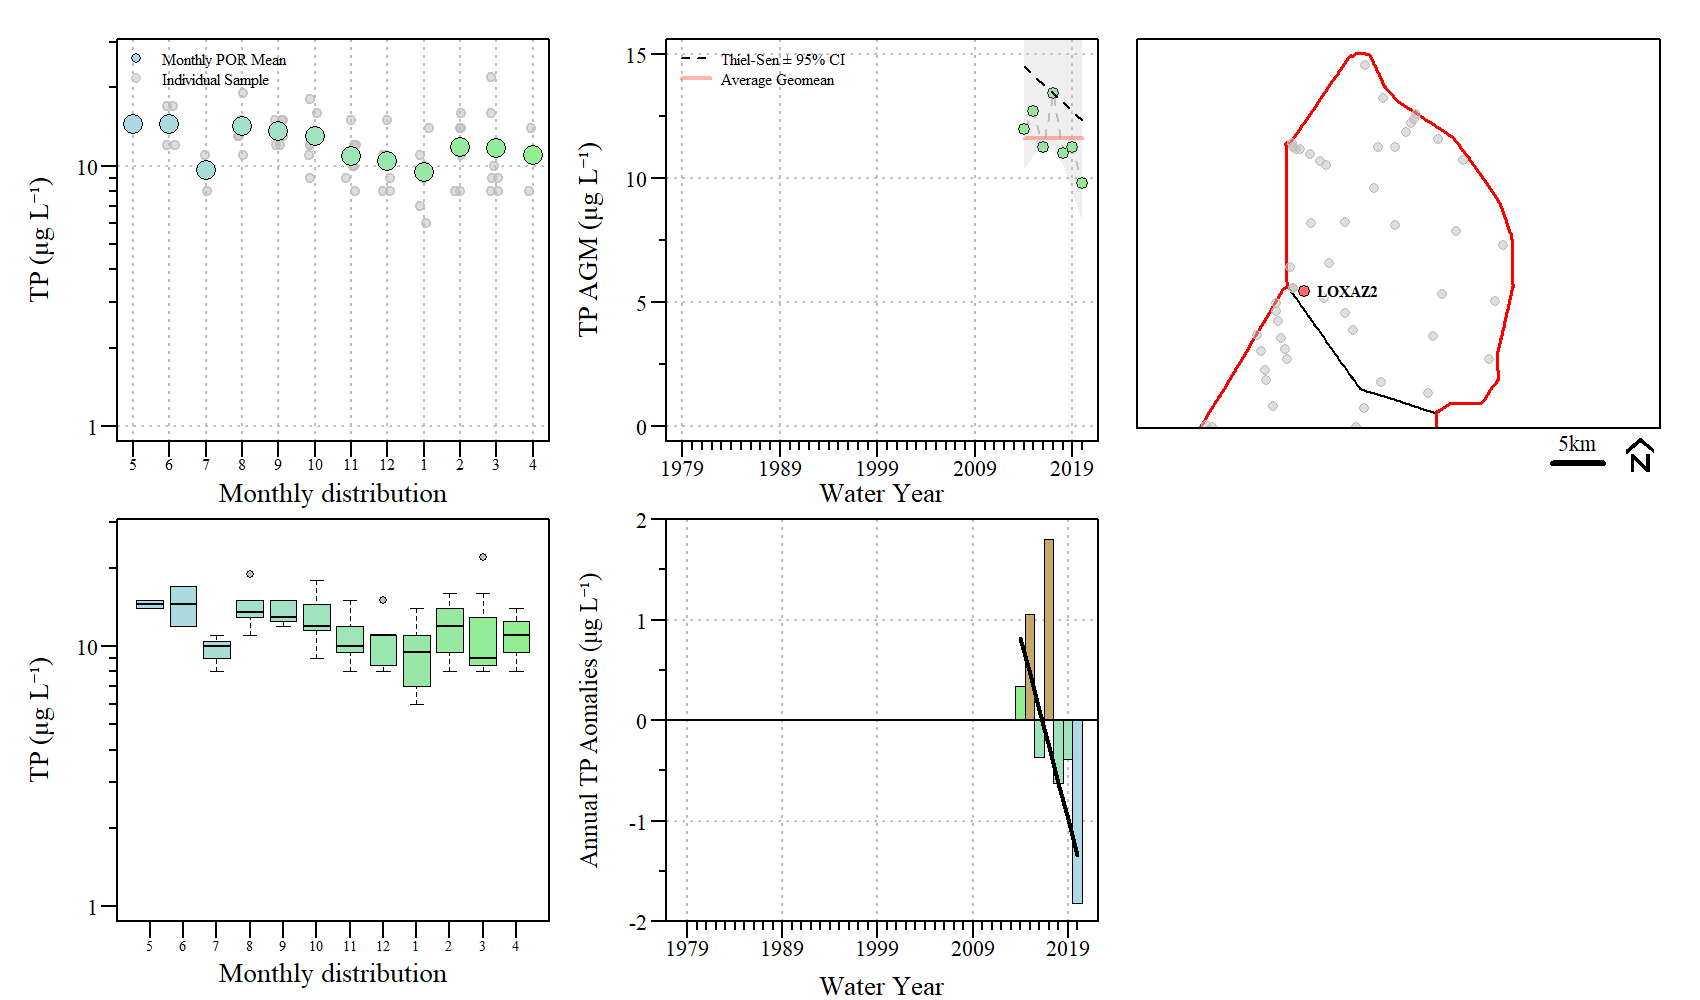 Monthly POR Mean
Individual Sample
10
1
TP (µg L⁻¹)
5 6 7 8 9 10 11 12 1 2 3 4
Monthly distribution
Thiel-Sen ± 95% CI
Average Geomean
15
10
5
0
TP AGM (µg L⁻¹)
1979 1989 1999 2009 2019
Water Year
LOXAZ2
5km
N
10
1
TP (µg L⁻¹)
5 6 7 8 9 10 11 12 1 2 3 4
Monthly distribution
2
1
0
-1
-2
Annual TP Aomalies (µg L⁻¹)
1979 1989 1999 2009 2019
Water Year